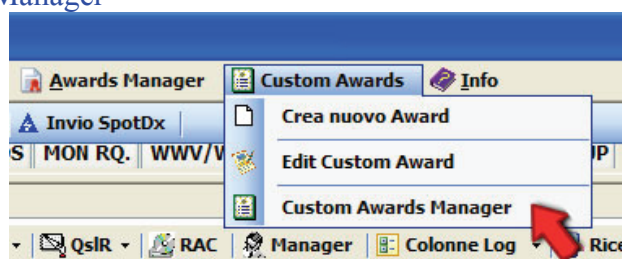 Manager
Awards Manager Custom Awards Info
Invio SpotDx Crea nuovo Award
MON RQ. WWV/ Edit Custom Award
Custom Awards Manager
QslR RAC Manager Colonne Log